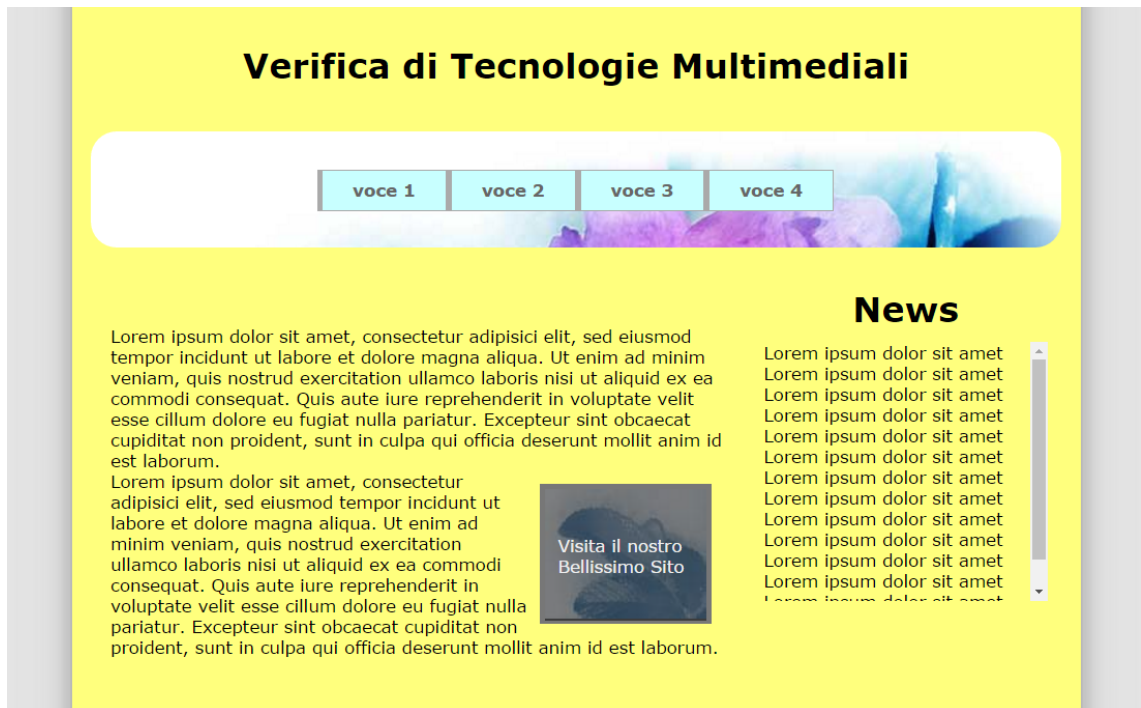 Verifica di Tecnologie Multimediali
voce 1 voce 2 voce 3 voce 4
Lorem ipsum dolor sit amet, consectetur adipisici elit, sed eiusmod
tempor incidunt ut labore et dolore magna aliqua. Ut enim ad minim
veniam, quis nostrud exercitation ullamco laboris nisi ut aliquid ex ea
commodi consequat. Quis aute iure reprehenderit in voluptate velit
esse cillum dolore eu fugiat nulla pariatur. Excepteur sint obcaecat
cupiditat non proident, sunt in culpa qui officia deserunt mollit anim id
est laborum.
Lorem ipsum dolor sit amet, consectetur
adipisici elit, sed eiusmod tempor incidunt ut
labore et dolore magna aliqua. Ut enim ad
minim veniam, quis nostrud exercitation
ullamco laboris nisi ut aliquid ex ea commodi
consequat. Quis aute iure reprehenderit in
voluptate velit esse cillum dolore eu fugiat nulla
pariatur. Excepteur sint obcaecat cupiditat non
proident, sunt in culpa qui officia deserunt mollit anim id est laborum.
Visita il nostro
Bellissimo Sito
News
Lorem ipsum dolor sit amet
Lorem ipsum dolor sit amet
Lorem ipsum dolor sit amet
Lorem ipsum dolor sit amet
Lorem ipsum dolor sit amet
Lorem ipsum dolor sit amet
Lorem ipsum dolor sit amet
Lorem ipsum dolor sit amet
Lorem ipsum dolor sit amet
Lorem ipsum dolor sit amet
Lorem ipsum dolor sit amet
Lorem ipsum dolor sit amet